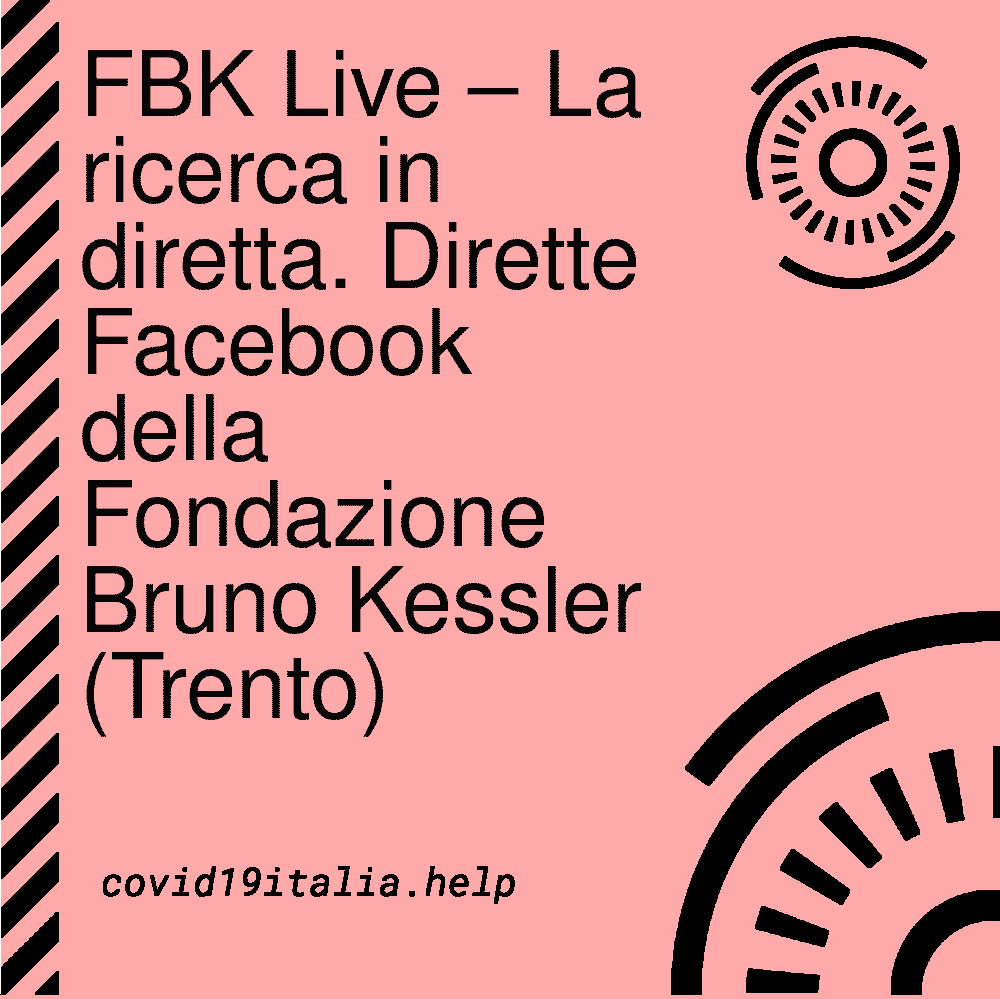 FBK Live – La
ricerca in
diretta. Dirette
Facebook
della
Fondazione
Bruno Kessler
(Trento)
covid19italia.help